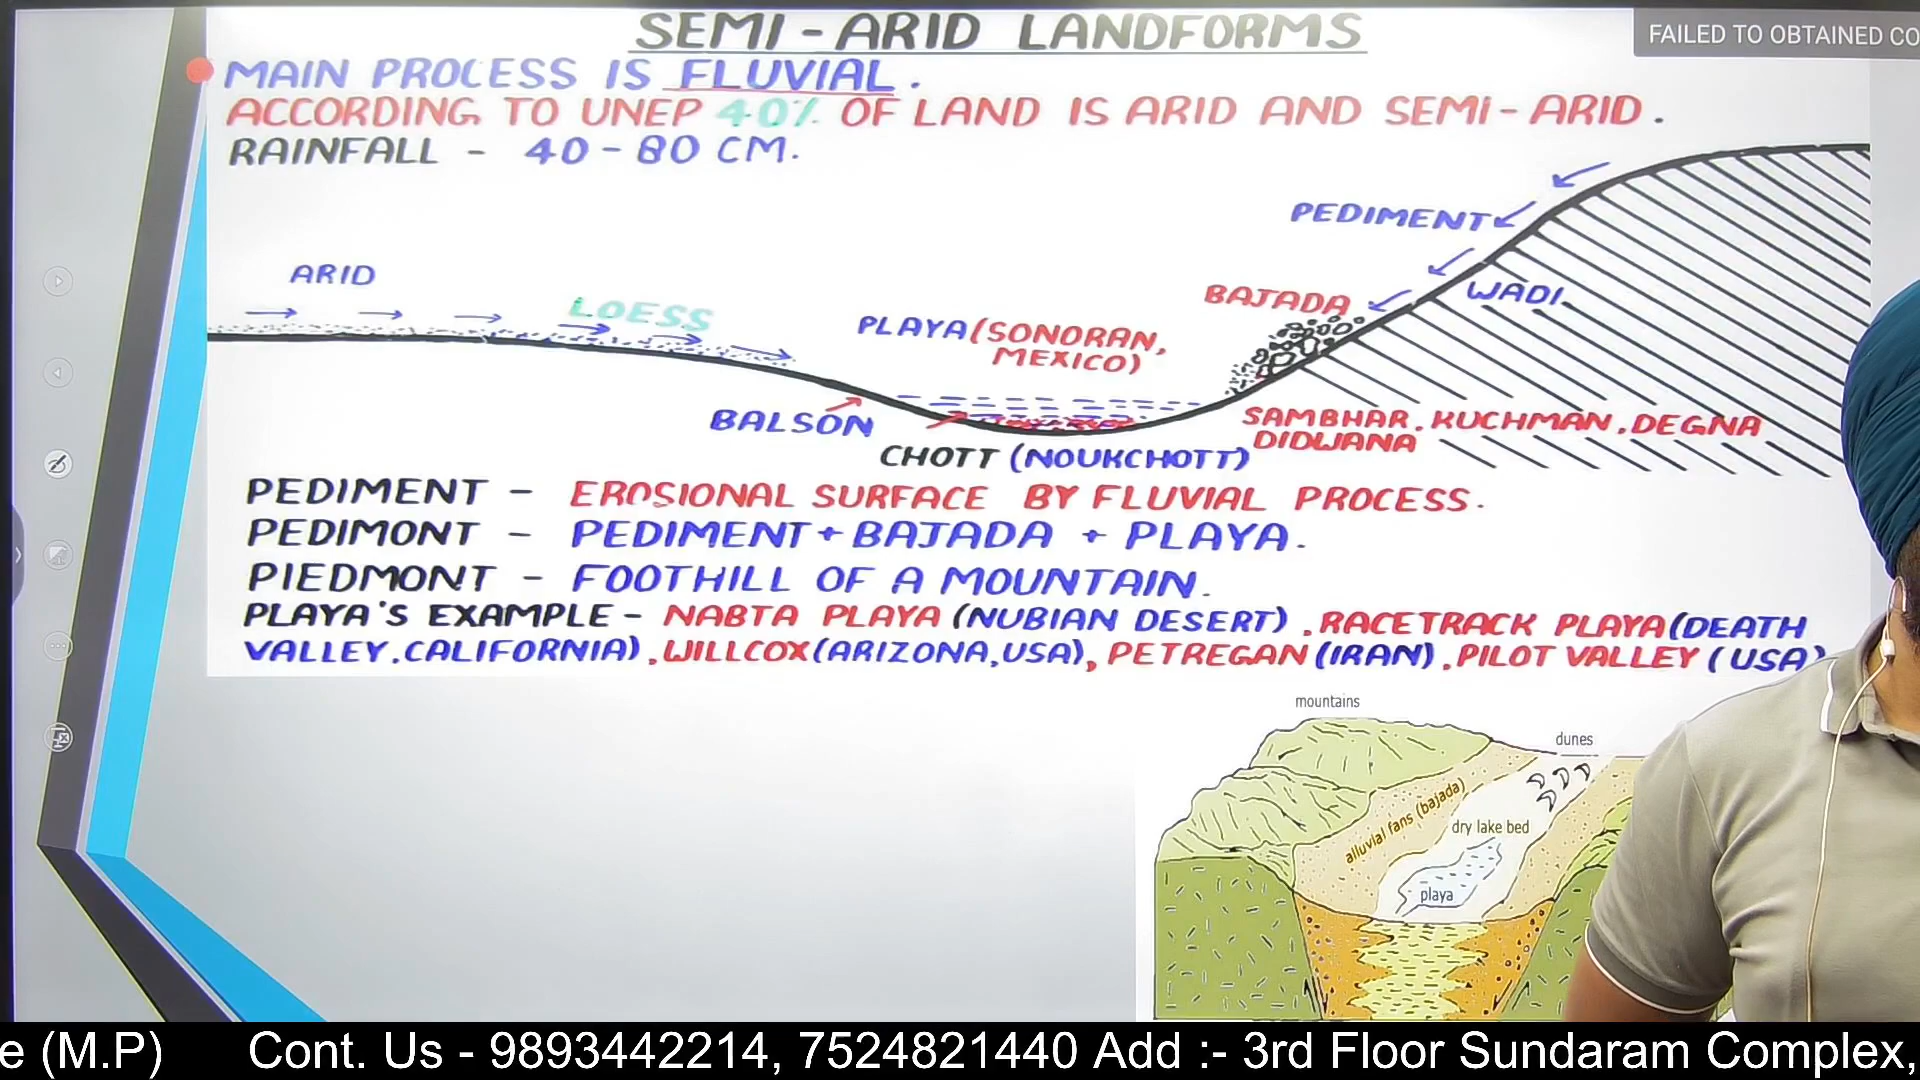 SEMI-ARID LANDFORMS
FAILED TO OBTAINED CO
MAIN PROCESS IS FLUVIAL.
ACCORDING TO UNEP 40% OF LAND IS ARID AND SEMI-ARID.
RAINFALL - 40-80 CM.
PEDIMENT
ARID
WADI
BAJADA
LOESS
PLAYA (SONORAN,
MEXICO)
BALSON
SAMBHAR, KUCHMAN, DEGNA
DIDWANA
CHOTT (NOUKCHOTT)
PEDIMENT - EROSIONAL SURFACE BY FLUVIAL PROCESS.
PEDIMONT - PEDIMENT + BAJADA + PLAYA.
PIEDMONT - FOOTHILL OF A MOUNTAIN.
PLAYA'S EXAMPLE - NABTA PLAYA (NUBIAN DESERT), RACETRACK PLAYA (DEATH
VALLEY, CALIFORNIA), WILLCOX (ARIZONA, USA), PETREGAN (IRAN), PILOT VALLEY (USA)
mountains
dunes
alluvial fans (bajada)
dry lake bed
playa
e (M.P) Cont. Us - 9893442214, 7524821440 Add :- 3rd Floor Sundaram Complex,